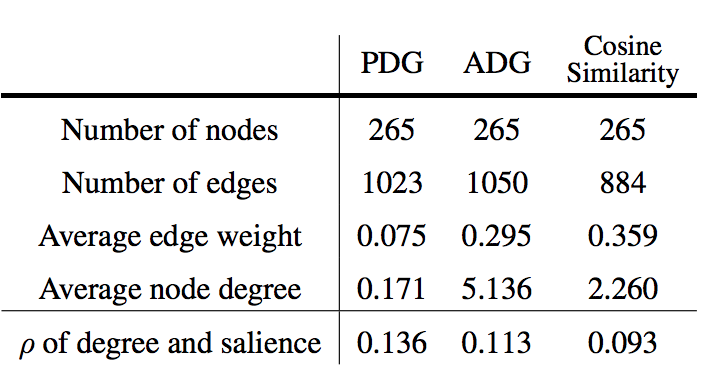 PDG ADG Cosine Similarity
Number of nodes 265 265 265
Number of edges 1023 1050 884
Average edge weight 0.075 0.295 0.359
Average node degree 0.171 5.136 2.260
ρ of degree and salience 0.136 0.113 0.093